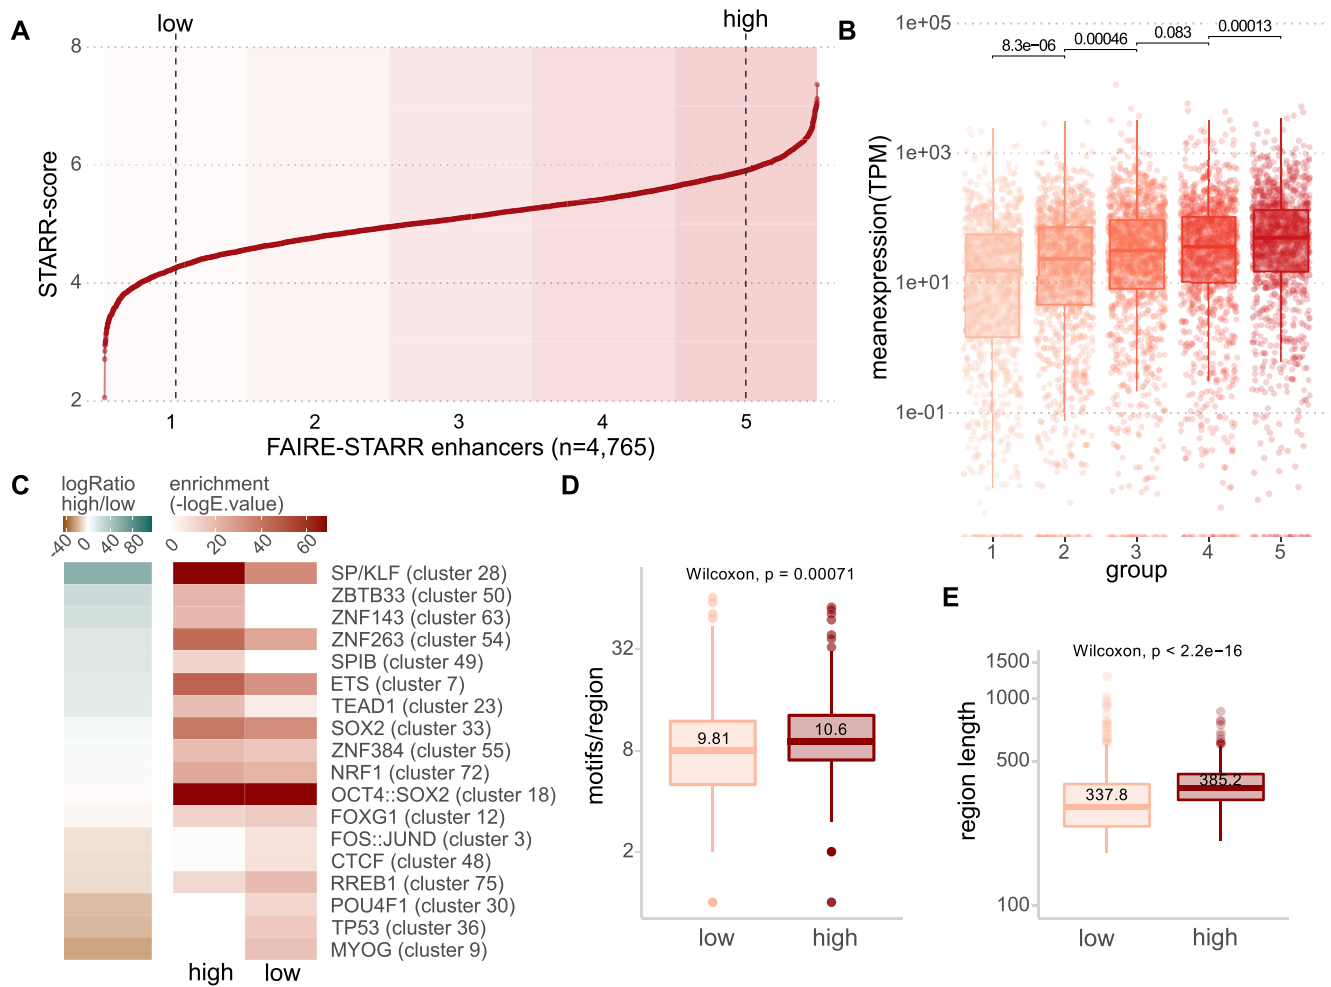 A
low
high
8
6
4
2
STARR-score
1
2
3
4
5
FAIRE-STARR enhancers (n=4,765)
B
1e+05
1e+03
1e+01
1e-01
meanexpression(TPM)
8.3e-06
0.00046
0.083
0.00013
1
2
3
4
5
group
C
logRatio
high/low
-40
0
40
80
enrichment
(-logE.value)
0
20
40
60
SP/KLF (cluster 28)
ZBTB33 (cluster 50)
ZNF143 (cluster 63)
ZNF263 (cluster 54)
SPIB (cluster 49)
ETS (cluster 7)
TEAD1 (cluster 23)
SOX2 (cluster 33)
ZNF384 (cluster 55)
NRF1 (cluster 72)
OCT4::SOX2 (cluster 18)
FOXG1 (cluster 12)
FOS::JUND (cluster 3)
CTCF (cluster 48)
RREB1 (cluster 75)
POU4F1 (cluster 30)
TP53 (cluster 36)
MYOG (cluster 9)
high
low
D
Wilcoxon, p = 0.00071
32
8
2
motifs/region
9.81
10.6
low
high
E
Wilcoxon, p < 2.2e-16
1500
1000
500
100
region length
337.8
385.2
low
high